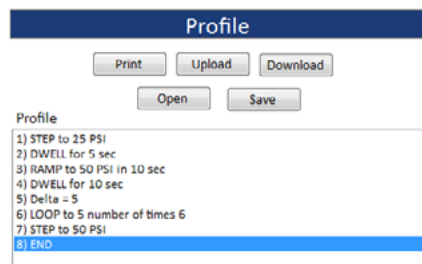 Profile
Print Upload Download
Open Save
Profile
1) STEP to 25 PSI
2) DWELL for 5 sec
3) RAMP to 50 PSI in 10 sec
4) DWELL for 10 sec
5) Delta = 5
6) LOOP to 5 number of times 6
7) STEP to 50 PSI
8) END